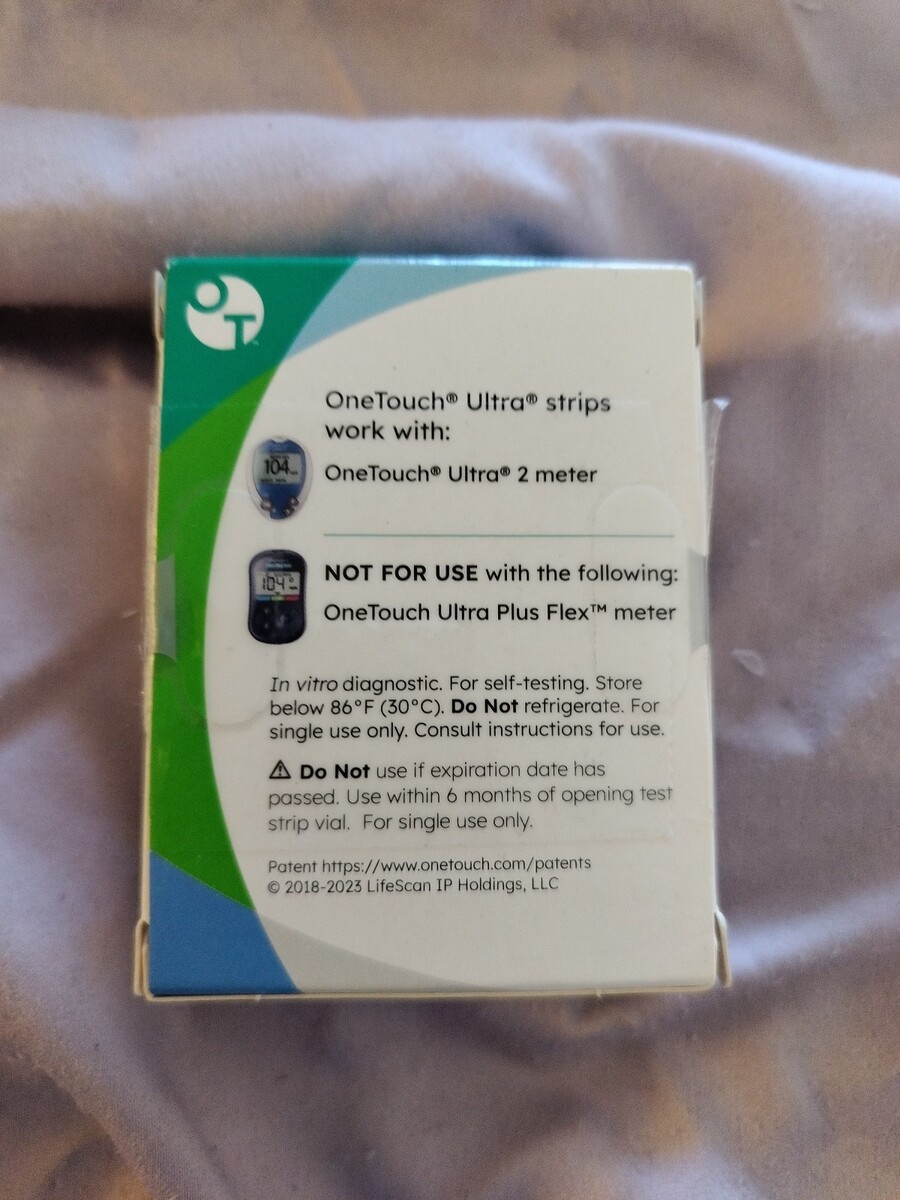 OT
OneTouch® Ultra® strips
work with:
104
OneTouch® Ultra® 2 meter
NOT FOR USE with the following:
104
OneTouch Ultra Plus Flex™ meter
In vitro diagnostic. For self-testing. Store
below 86°F (30°C). Do Not refrigerate. For
single use only. Consult instructions for use.
⚠ Do Not use if expiration date has
passed. Use within 6 months of opening test
strip vial. For single use only.
Patent https://www.onetouch.com/patents
© 2018-2023 LifeScan IP Holdings, LLC